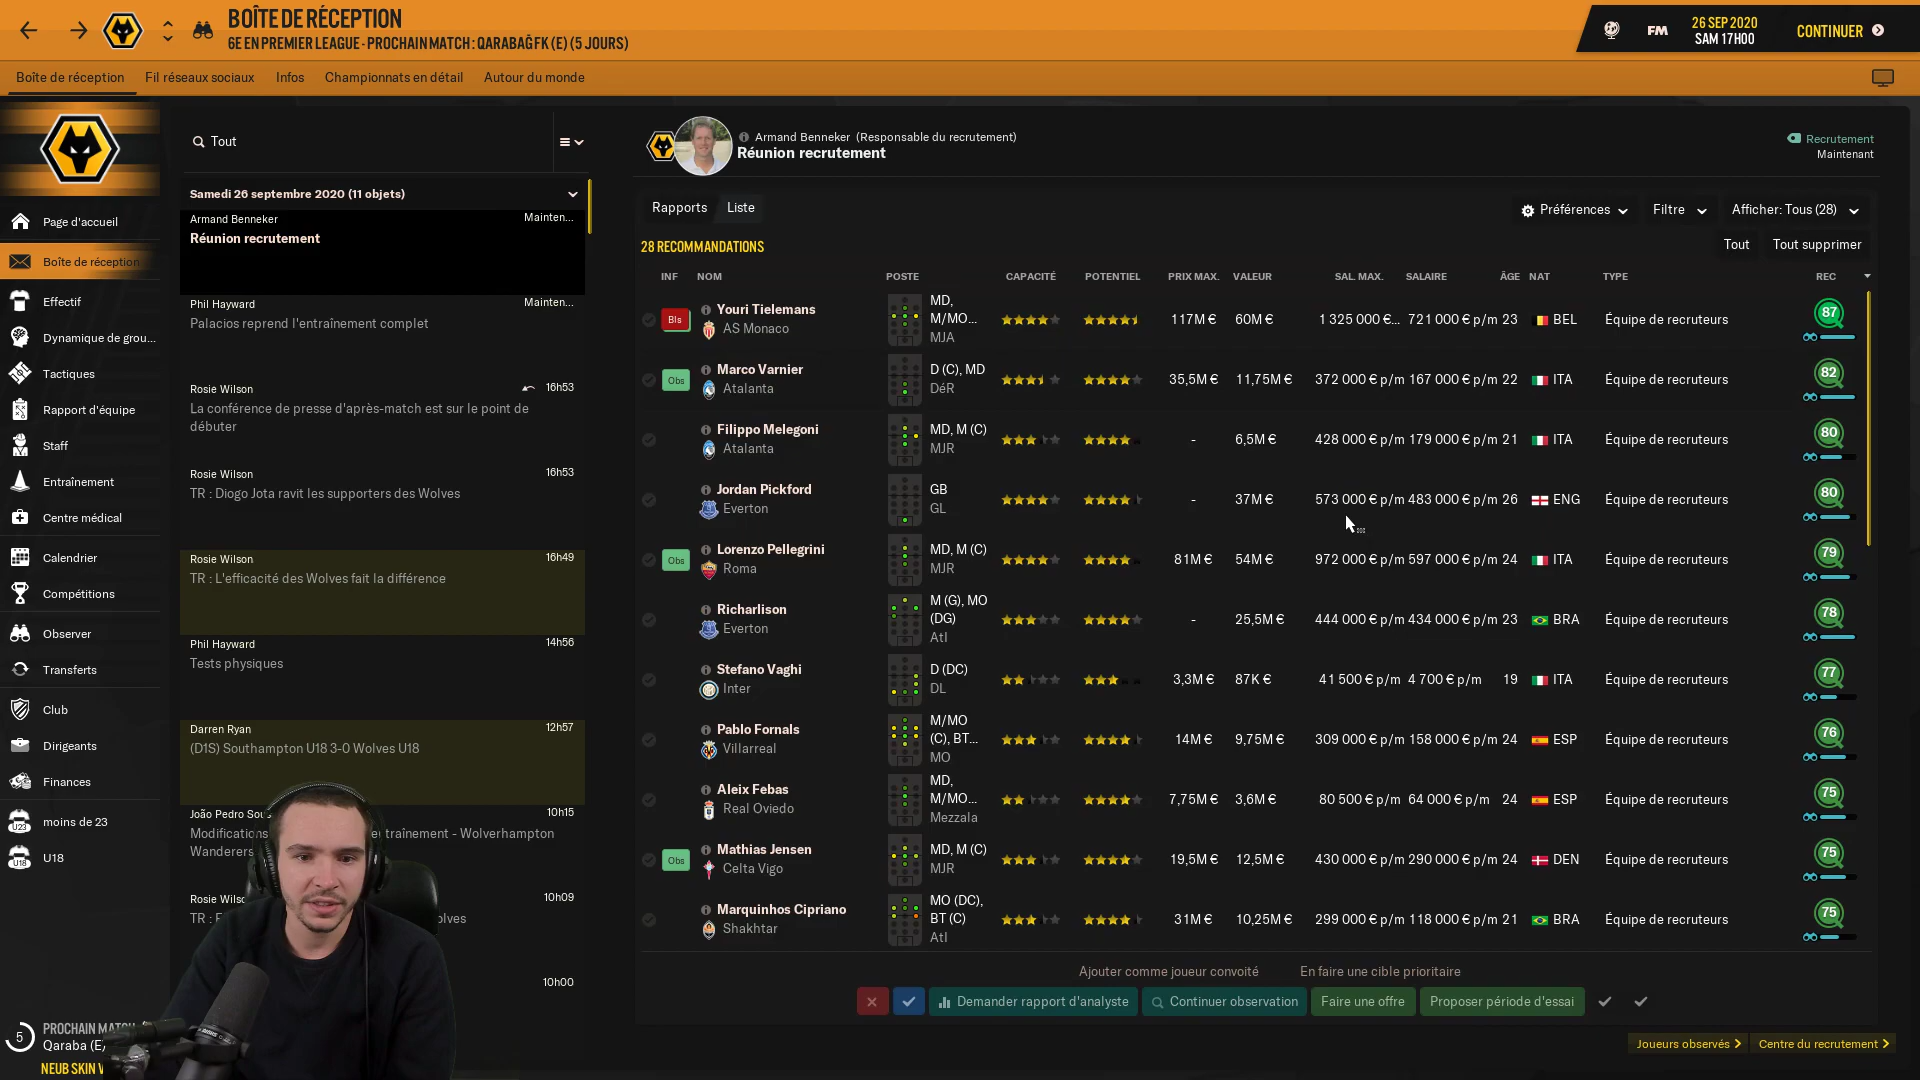 BOÎTE DE RÉCEPTION
6E EN PREMIER LEAGUE - PROCHAIN MATCH : QARABAĞ FK (E) (5 JOURS)
FM
26 SEP 2020
SAM 17H00
CONTINUER
Boîte de réception
Fil réseaux sociaux
Infos
Championnats en détail
Autour du monde
Page d'accueil
Boîte de réception
Effectif
Dynamique de grou...
Tactiques
Rapport d'équipe
Staff
Entraînement
Centre médical
Calendrier
Compétitions
Observer
Transferts
Club
Dirigeants
Finances
U23 moins de 23
U18 U18
5
PROCHAIN MATCH
Qaraba (E)
NEUB SKIN V
Tout
Samedi 26 septembre 2020 (11 objets)
Armand Benneker Mainten...
Réunion recrutement
Phil Hayward Mainten...
Palacios reprend l'entraînement complet
Rosie Wilson 16h53
La conférence de presse d'après-match est sur le point de
débuter
Rosie Wilson 16h53
TR : Diogo Jota ravit les supporters des Wolves
Rosie Wilson 16h49
TR : L'efficacité des Wolves fait la différence
Phil Hayward 14h56
Tests physiques
Darren Ryan 12h57
(D1S) Southampton U18 3-0 Wolves U18
João Pedro Sous 10h15
Modifications traînement - Wolverhampton
Wanderers
Rosie Wilso 10h09
TR : olves
10h00
Armand Benneker (Responsable du recrutement)
Réunion recrutement
Recrutement
Maintenant
Rapports Liste
Préférences Filtre Afficher: Tous (28)
28 RECOMMANDATIONS
Tout Tout supprimer
INF NOM POSTE CAPACITÉ POTENTIEL PRIX MAX. VALEUR SAL. MAX. SALAIRE ÂGE NAT TYPE REC
Bls Youri Tielemans AS Monaco MD, M/MO... MJA 117M € 60M € 1 325 000 €... 721 000 € p/m 23 BEL Équipe de recruteurs 87
Obs Marco Varnier Atalanta D (C), MD DéR 35,5M € 11,75M € 372 000 € p/m 167 000 € p/m 22 ITA Équipe de recruteurs 82
Filippo Melegoni Atalanta MD, M (C) MJR - 6,5M € 428 000 € p/m 179 000 € p/m 21 ITA Équipe de recruteurs 80
Jordan Pickford Everton GB GL - 37M € 573 000 € p/m 483 000 € p/m 26 ENG Équipe de recruteurs 80
Obs Lorenzo Pellegrini Roma MD, M (C) MJR 81M € 54M € 972 000 € p/m 597 000 € p/m 24 ITA Équipe de recruteurs 79
Richarlison Everton M (G), MO (DG) AtI - 25,5M € 444 000 € p/m 434 000 € p/m 23 BRA Équipe de recruteurs 78
Stefano Vaghi Inter D (DC) DL 3,3M € 87K € 41 500 € p/m 4 700 € p/m 19 ITA Équipe de recruteurs 77
Pablo Fornals Villarreal M/MO (C), BT... MO 14M € 9,75M € 309 000 € p/m 158 000 € p/m 24 ESP Équipe de recruteurs 76
Aleix Febas Real Oviedo MD, M/MO... Mezzala 7,75M € 3,6M € 80 500 € p/m 64 000 € p/m 24 ESP Équipe de recruteurs 75
Obs Mathias Jensen Celta Vigo MD, M (C) MJR 19,5M € 12,5M € 430 000 € p/m 290 000 € p/m 24 DEN Équipe de recruteurs 75
Marquinhos Cipriano Shakhtar MO (DC), BT (C) AtI 31M € 10,25M € 299 000 € p/m 118 000 € p/m 21 BRA Équipe de recruteurs 75
Ajouter comme joueur convoité En faire une cible prioritaire
Demander rapport d'analyste Continuer observation Faire une offre Proposer période d'essai
Joueurs observés Centre du recrutement